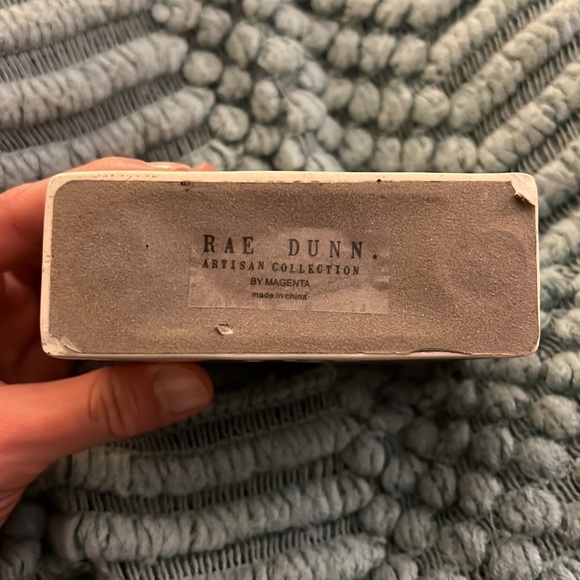 RAE DUNN.
ARTISAN COLLECTION
BY MAGENTA
made in china